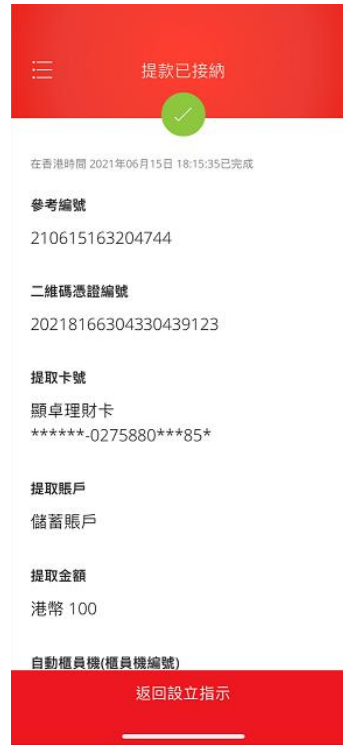 提款已接納
在香港時間 2021年06月15日 18:15:35已完成
參考編號
210615163204744
二維碼憑證編號
20218166304330439123
提取卡號
顯卓理財卡
******-0275880***85*
提取賬戶
儲蓄賬戶
提取金額
港幣 100
自動櫃員機(櫃員機編號)
返回設立指示